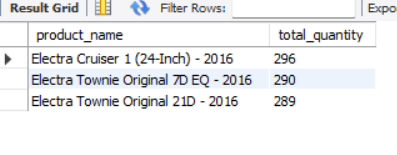 Result Grid Filter Rows: Expo
product_name total_quantity
Electra Cruiser 1 (24-Inch) - 2016 296
Electra Townie Original 7D EQ - 2016 290
Electra Townie Original 21D - 2016 289